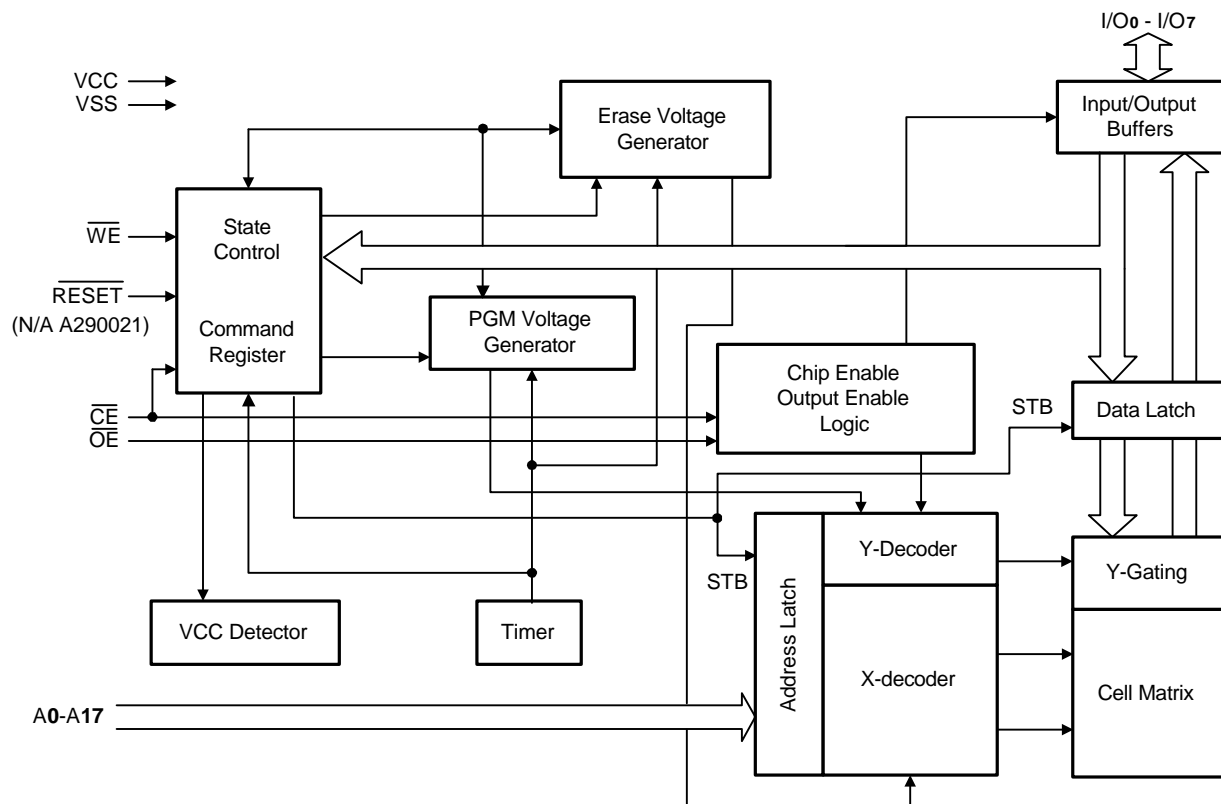 I/O0 - I/O7
VCC
VSS
Erase Voltage
Generator
Input/Output
Buffers
State
Control
WE
RESET
(N/A A290021)
Command
Register
PGM Voltage
Generator
Chip Enable
Output Enable
Logic
CE
OE
STB
Data Latch
Y-Decoder
STB
Y-Gating
Address Latch
VCC Detector
Timer
X-decoder
Cell Matrix
A0-A17